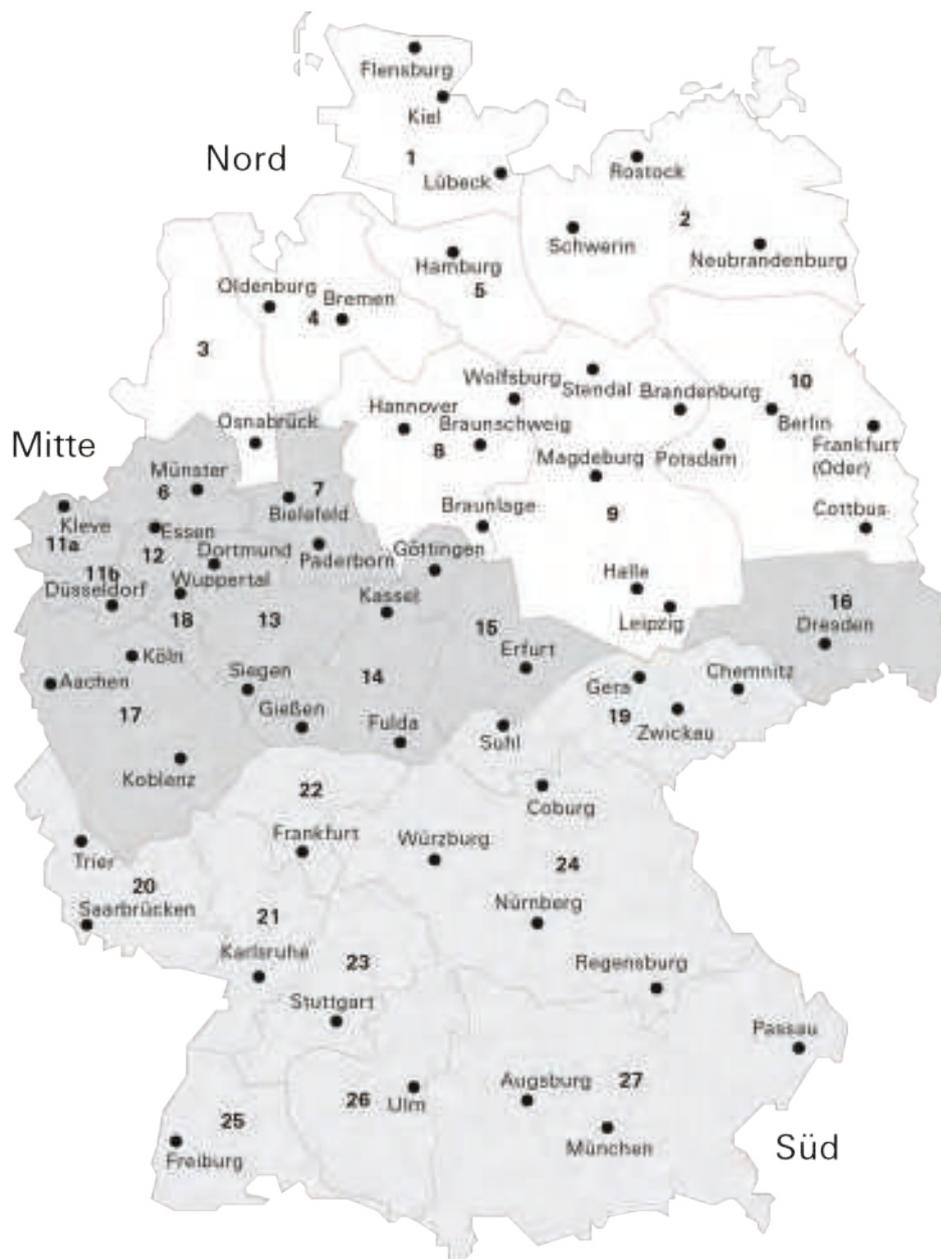 Flensburg
Kiel
Nord
1
Lübeck
Rostock
2
Schwerin
Neubrandenburg
Hamburg
5
Oldenburg
Bremen
4
3
Wolfsburg
Stendal
Brandenburg
10
Hannover
Berlin
Osnabrück
Braunschweig
8
Frankfurt
(Oder)
Mitte
Magdeburg
Potsdam
Münster
6
7
Bielefeld
Kleve
11a
Essen
Braunlage
9
Cottbus
12
Dortmund
Paderborn
Göttingen
11b
Wuppertal
Düsseldorf
Kassel
Halle
18
13
15
Leipzig
16
Dresden
Köln
Erfurt
Aachen
Siegen
14
Gera
Chemnitz
17
Gießen
Fulda
Suhl
19
Zwickau
Koblenz
22
Coburg
Trier
Frankfurt
Würzburg
24
20
Saarbrücken
21
Nürnberg
Karlsruhe
23
Regensburg
Stuttgart
Passau
26
Ulm
Augsburg
27
25
Freiburg
München
Süd